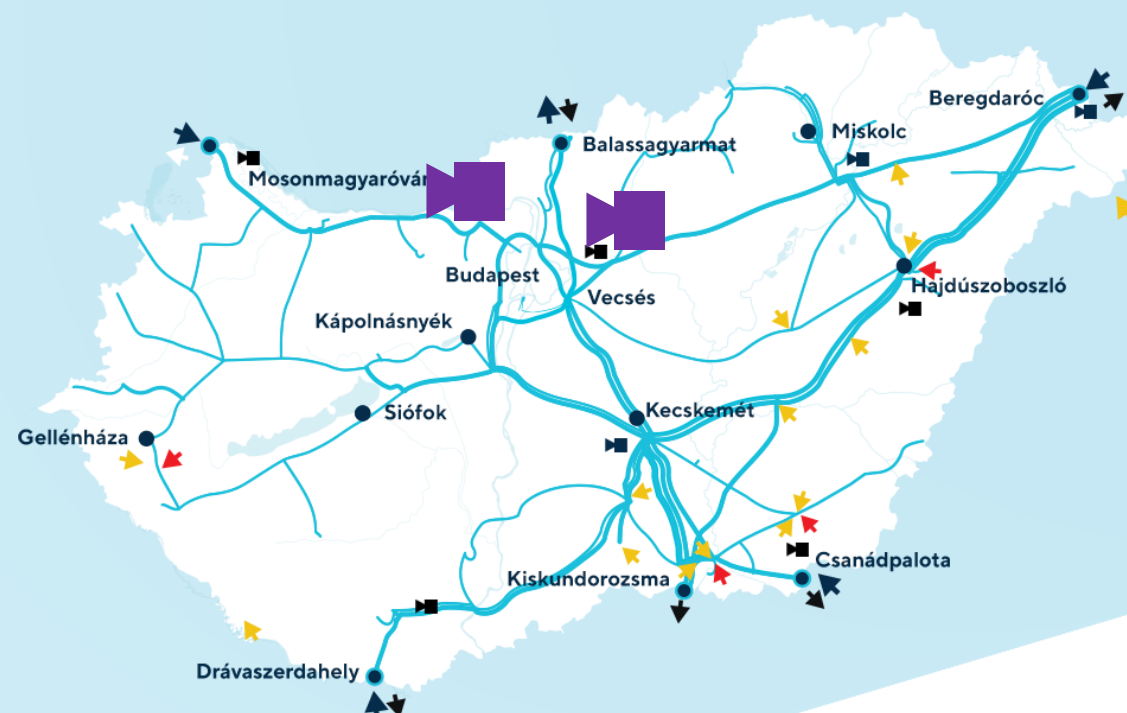 Beregdaróc
Miskolc
Balassagyarmat
Mosonmagyaróvár
Budapest
Hajdúszoboszló
Vecsés
Kápolnásnyék
Kecskemét
Siófok
Gellénháza
Csanádpalota
Kiskundorozsma
Drávaszerdahely